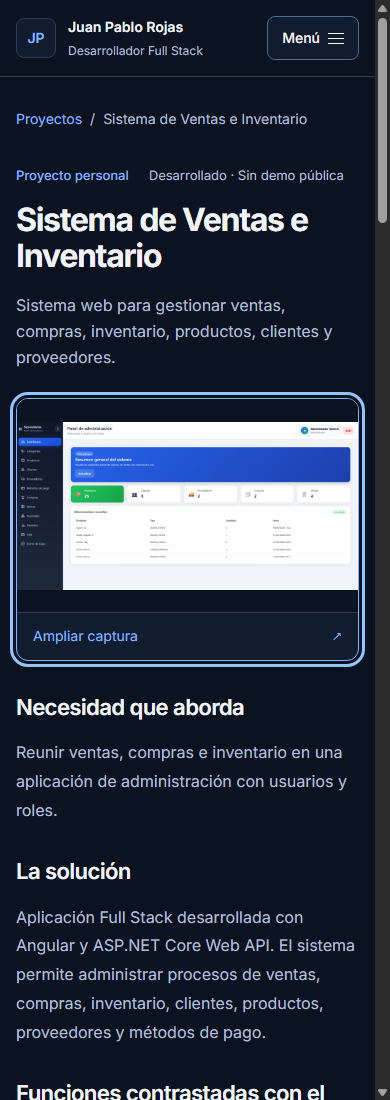 JP
Juan Pablo Rojas
Desarrollador Full Stack
Menú
Proyectos / Sistema de Ventas e Inventario
Proyecto personal Desarrollado · Sin demo pública
Sistema de Ventas e
Inventario
Sistema web para gestionar ventas,
compras, inventario, productos, clientes y
proveedores.
Panel de administración
Resumen general del sistema
Ampliar captura ↗
Necesidad que aborda
Reunir ventas, compras e inventario en una
aplicación de administración con usuarios y
roles.
La solución
Aplicación Full Stack desarrollada con
Angular y ASP.NET Core Web API. El sistema
permite administrar procesos de ventas,
compras, inventario, clientes, productos,
proveedores y métodos de pago.
Funciones contrastadas con el